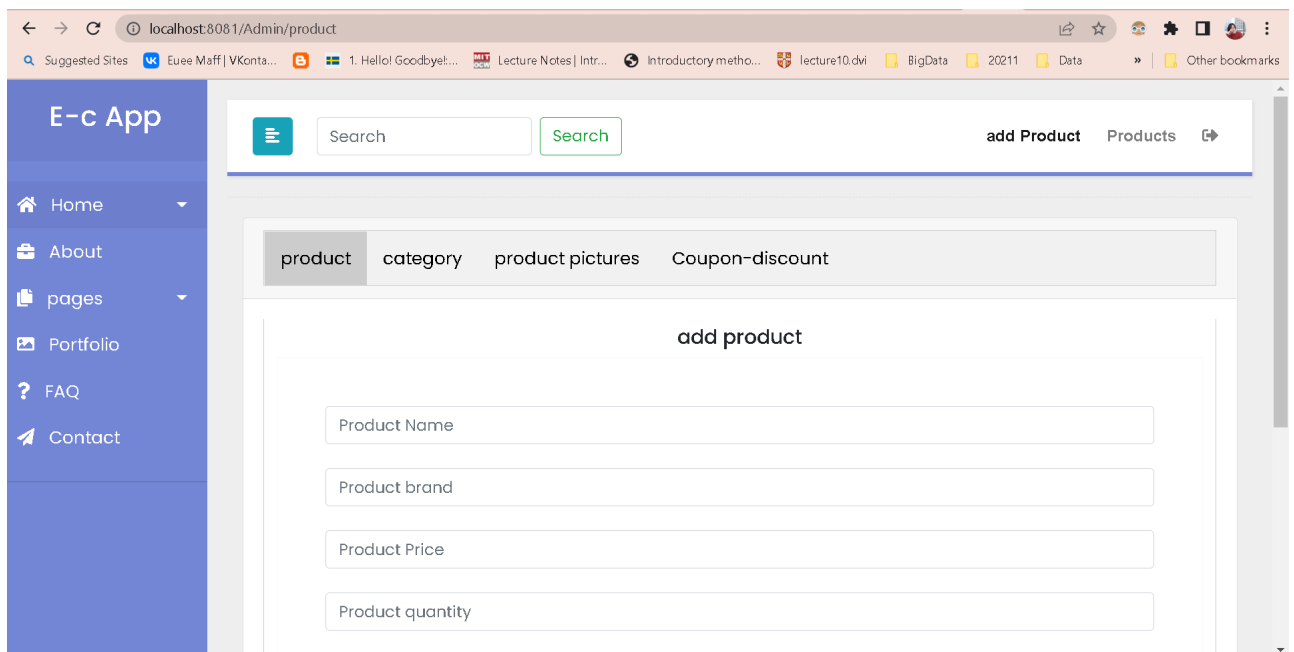 localhost:8081/Admin/product
Suggested Sites Euee Maff | VKonta... 1. Hello! Goodbye!:... Lecture Notes | Intr... Introductory metho... lecture10.dvi BigData 20211 Data » Other bookmarks
E-c App
Search Search add Product Products
Home
About
pages
Portfolio
? FAQ
Contact
product category product pictures Coupon-discount
add product
Product Name
Product brand
Product Price
Product quantity